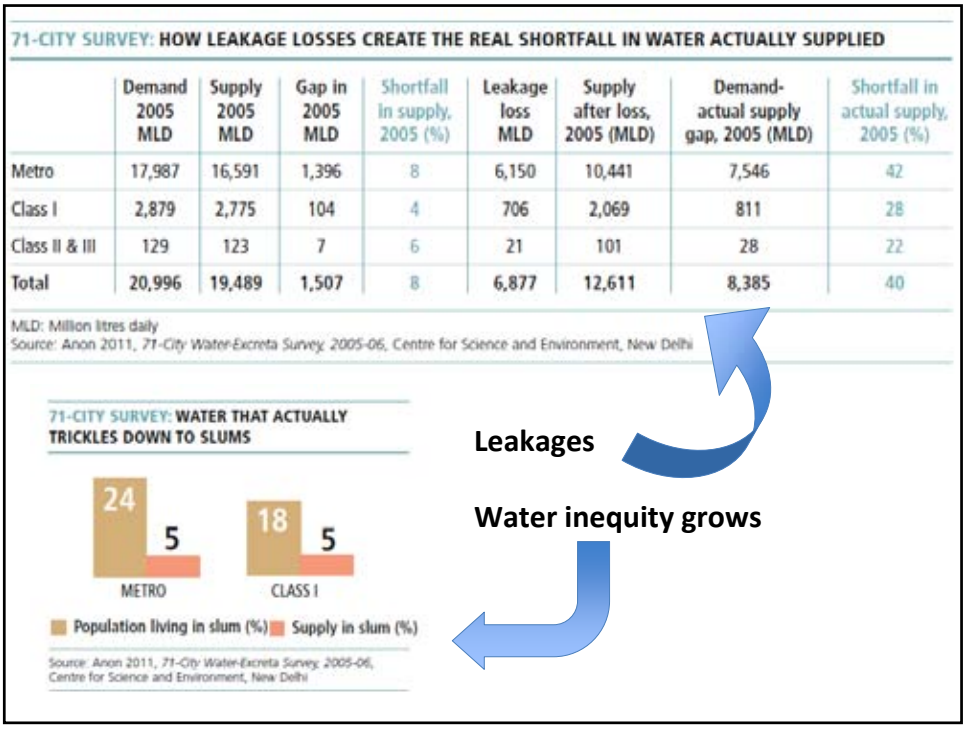 71-CITY SURVEY: HOW LEAKAGE LOSSES CREATE THE REAL SHORTFALL IN WATER ACTUALLY SUPPLIED
Demand 2005 MLD Supply 2005 MLD Gap in 2005 MLD Shortfall in supply, 2005 (%) Leakage loss MLD Supply after loss, 2005 (MLD) Demand-actual supply gap, 2005 (MLD) Shortfall in actual supply, 2005 (%)
Metro 17,987 16,591 1,396 8 6,150 10,441 7,546 42
Class I 2,879 2,775 104 4 706 2,069 811 28
Class II & III 129 123 7 6 21 101 28 22
Total 20,996 19,489 1,507 8 6,877 12,611 8,385 40
MLD: Million litres daily
Source: Anon 2011, 71-City Water-Excreta Survey, 2005-06, Centre for Science and Environment, New Delhi
71-CITY SURVEY: WATER THAT ACTUALLY
TRICKLES DOWN TO SLUMS
24 5 18 5
METRO CLASS I
Population living in slum (%) Supply in slum (%)
Source: Anon 2011, 71-City Water-Excreta Survey, 2005-06,
Centre for Science and Environment, New Delhi
Leakages
Water inequity grows